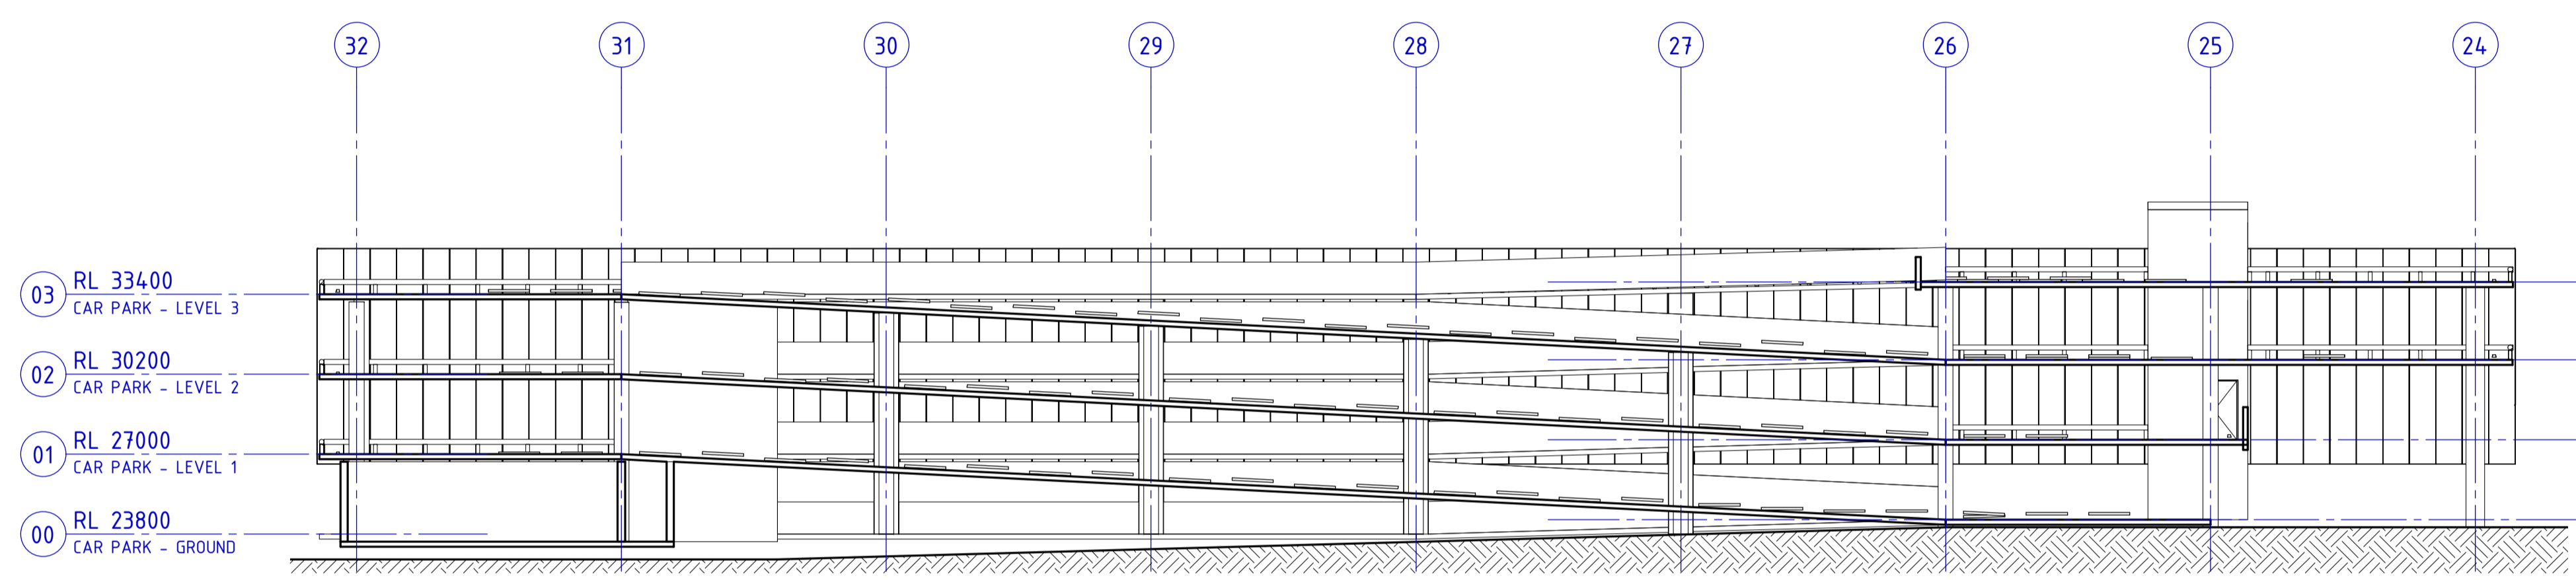 32 31 30 29 28 27 26 25 24
03 RL 33400
CAR PARK - LEVEL 3
02 RL 30200
CAR PARK - LEVEL 2
01 RL 27000
CAR PARK - LEVEL 1
00 RL 23800
CAR PARK - GROUND